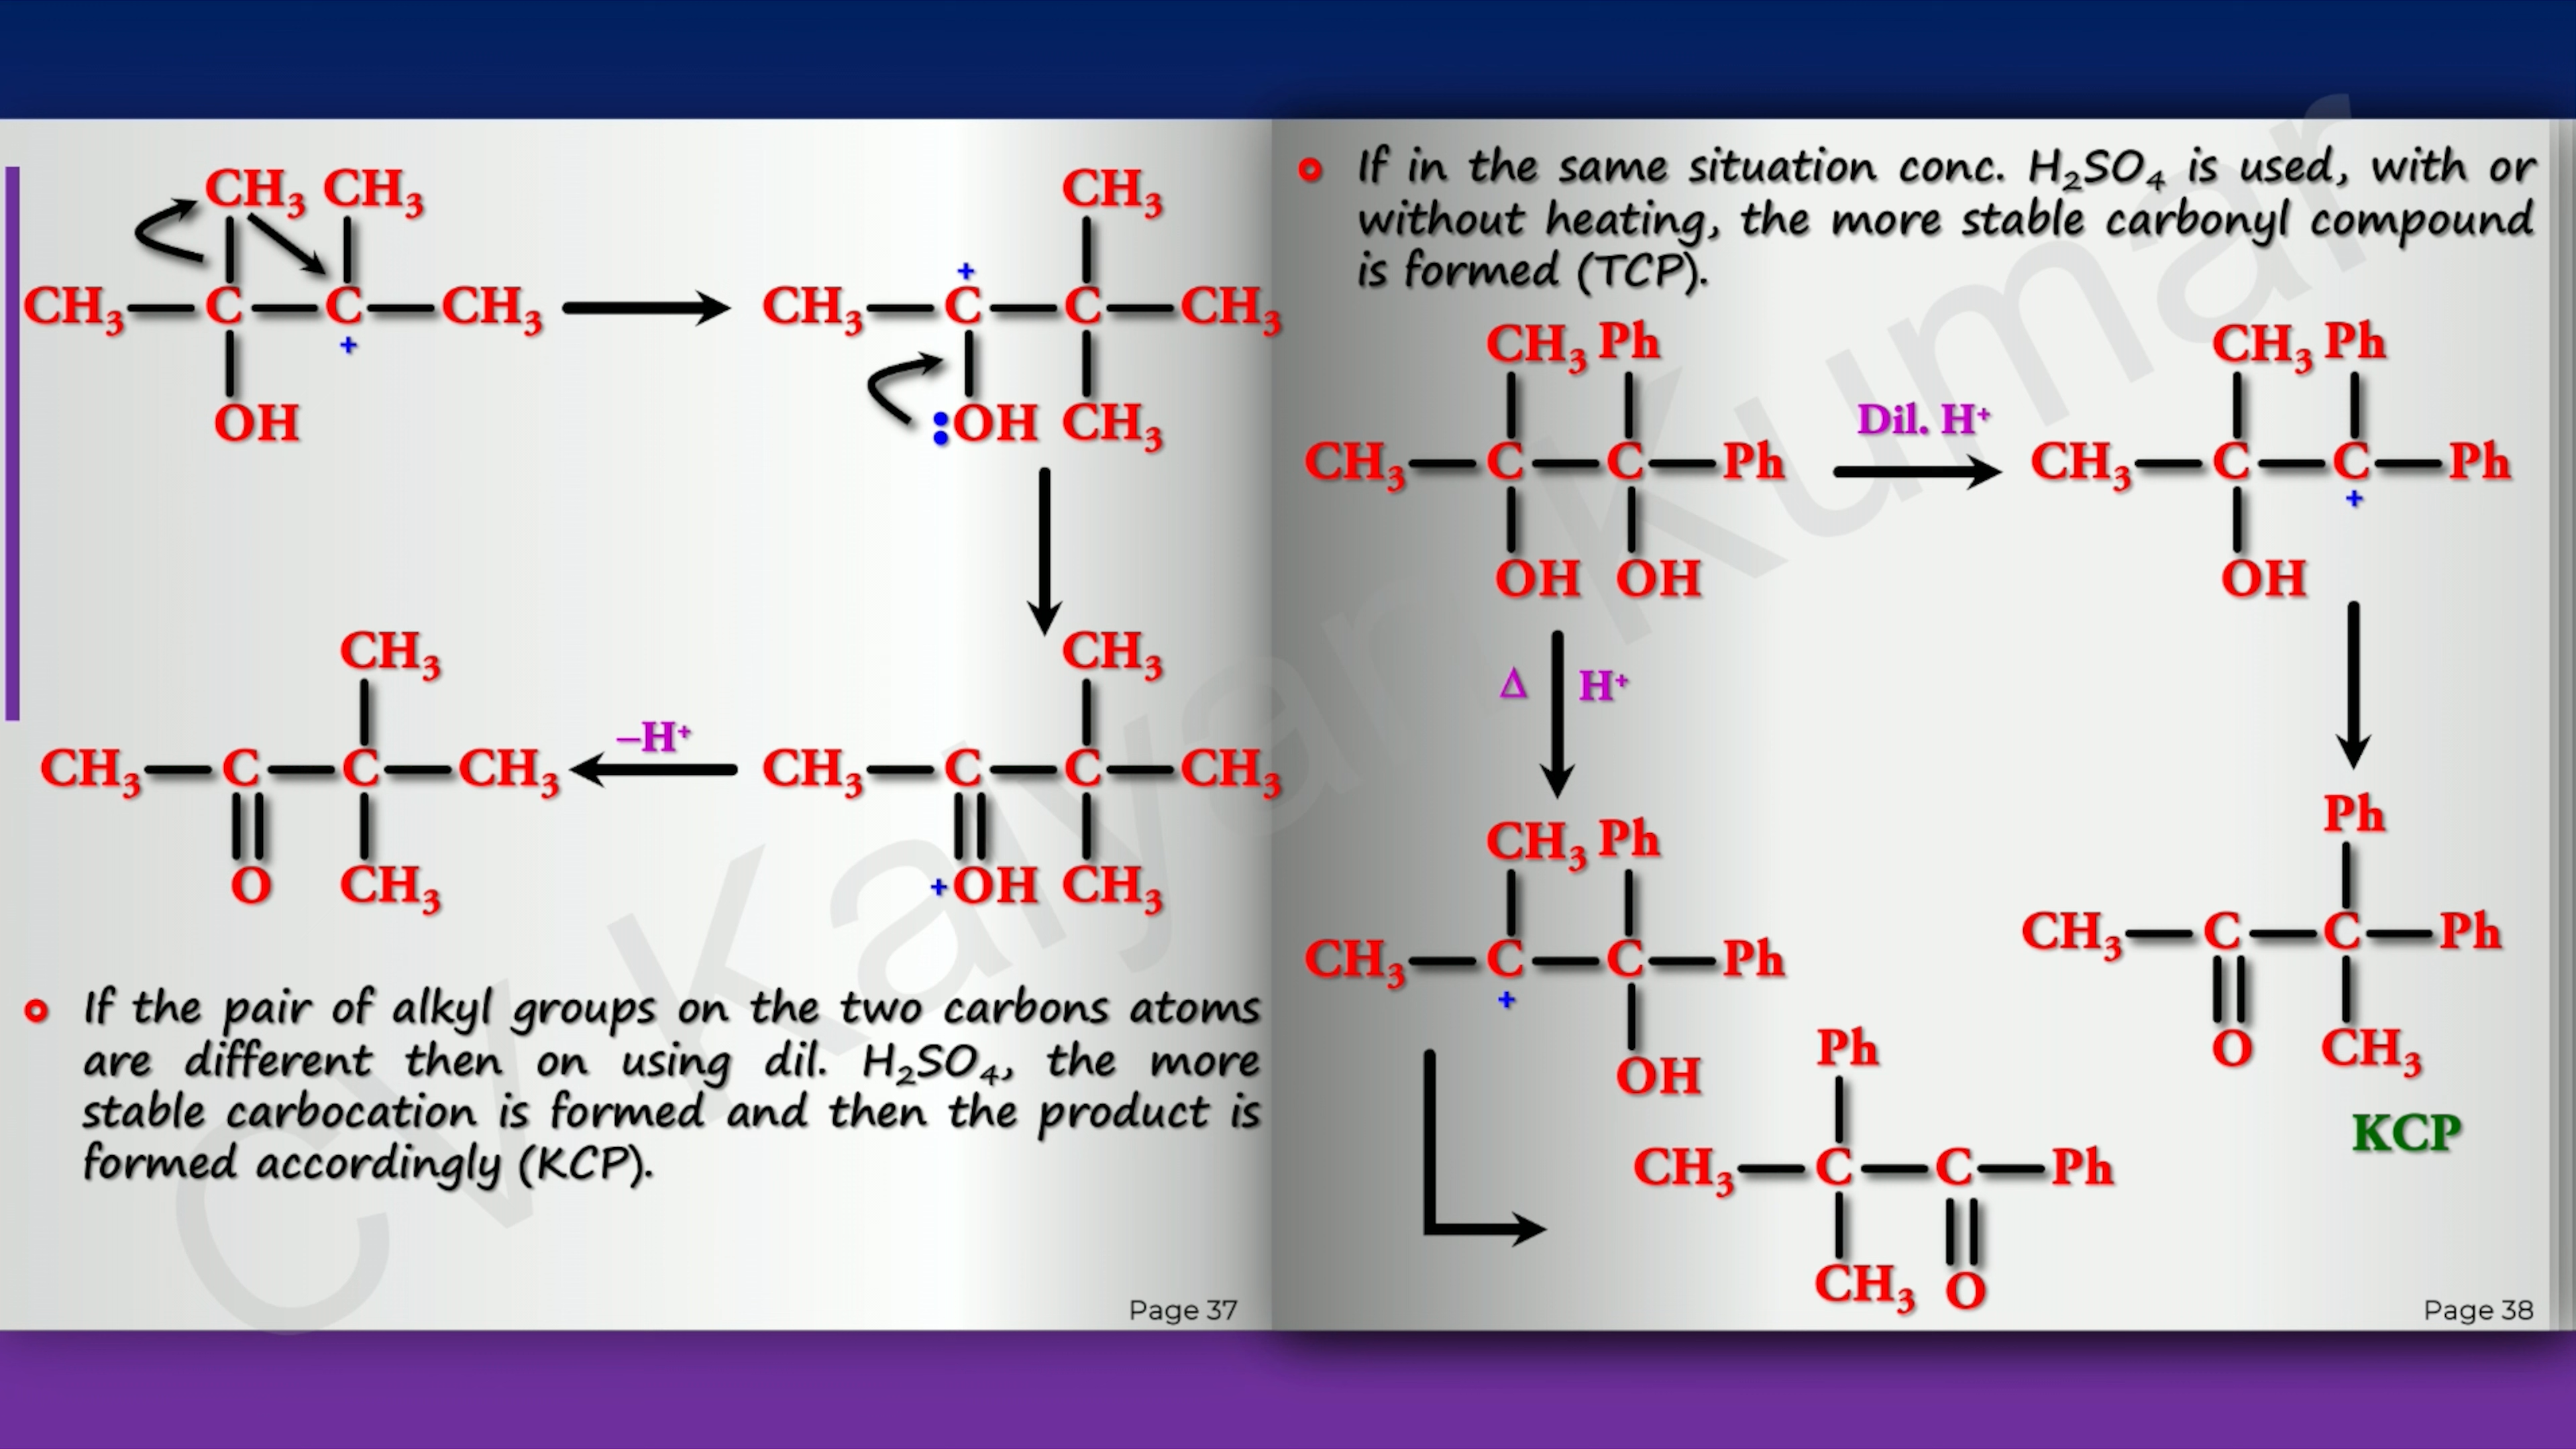 CH₃ CH₃
CH₃—C—C—CH₃
+
OH
CH₃
+
CH₃—C—C—CH₃
:OH CH₃
CH₃
CH₃—C—C—CH₃
O CH₃
–H⁺
CH₃
CH₃—C—C—CH₃
+OH CH₃
If the pair of alkyl groups on the two carbons atoms
are different then on using dil. H₂SO₄, the more
stable carbocation is formed and then the product is
formed accordingly (KCP).
Page 37
If in the same situation conc. H₂SO₄ is used, with or
without heating, the more stable carbonyl compound
is formed (TCP).
CH₃ Ph
CH₃—C—C—Ph
OH OH
Dil. H⁺
CH₃ Ph
CH₃—C—C—Ph
+
OH
Δ H⁺
CH₃ Ph
CH₃—C—C—Ph
+
OH
Ph
CH₃—C—C—Ph
O CH₃
KCP
Ph
CH₃—C—C—Ph
CH₃ O
Page 38
Cv Kalyan Kumar